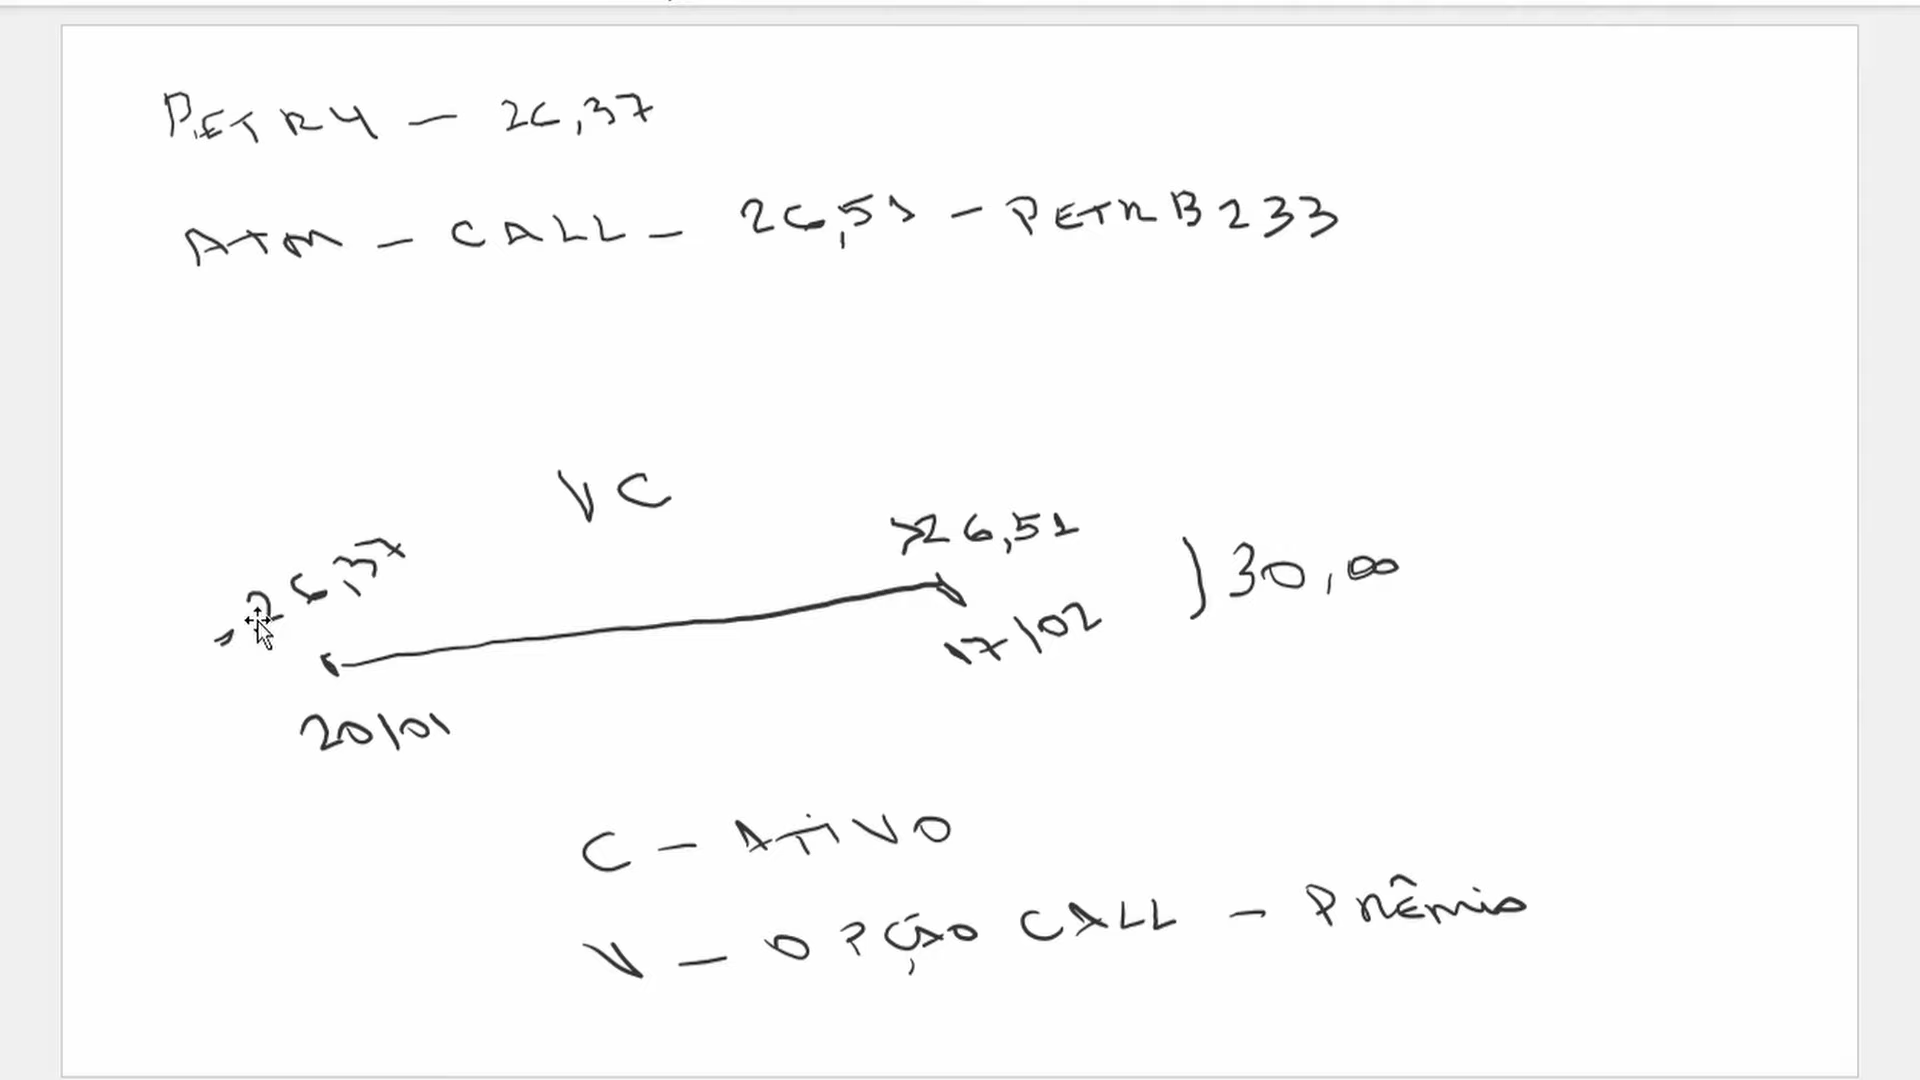 PETR4 - 26,37
ATM - CALL - 26,51 - PETRB233
VC
26,37
>26,51
30,00
17/02
20/01
C - ATIVO
V - OPÇÃO CALL - PRÊMIO